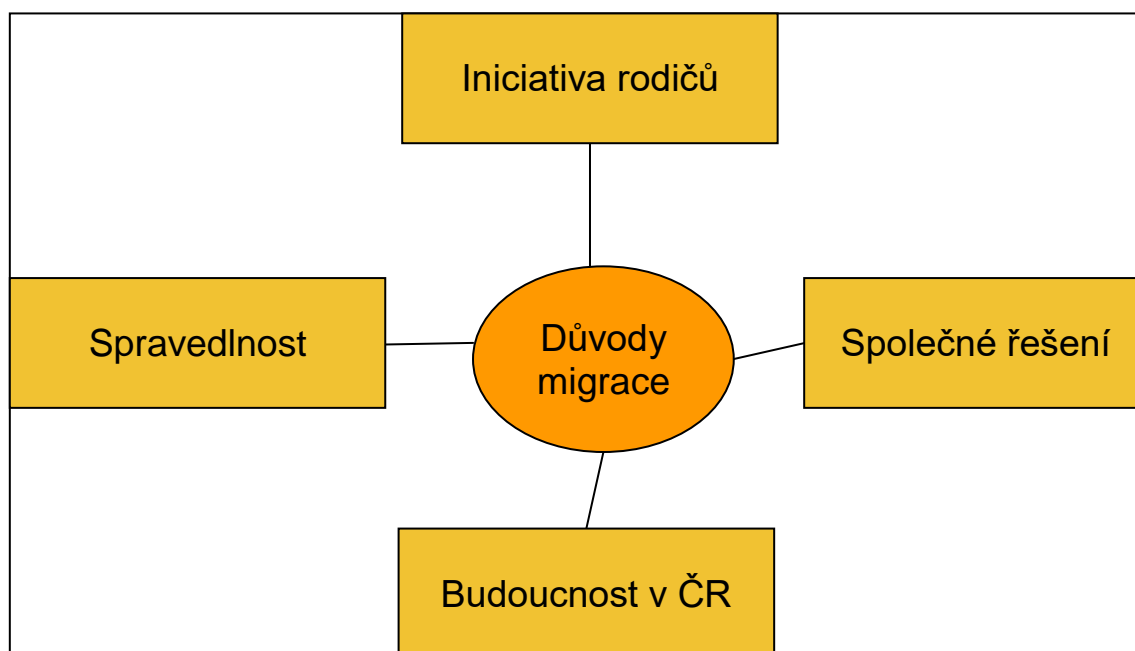 Iniciativa rodičů
Spravedlnost
Důvody
migrace
Společné řešení
Budoucnost v ČR